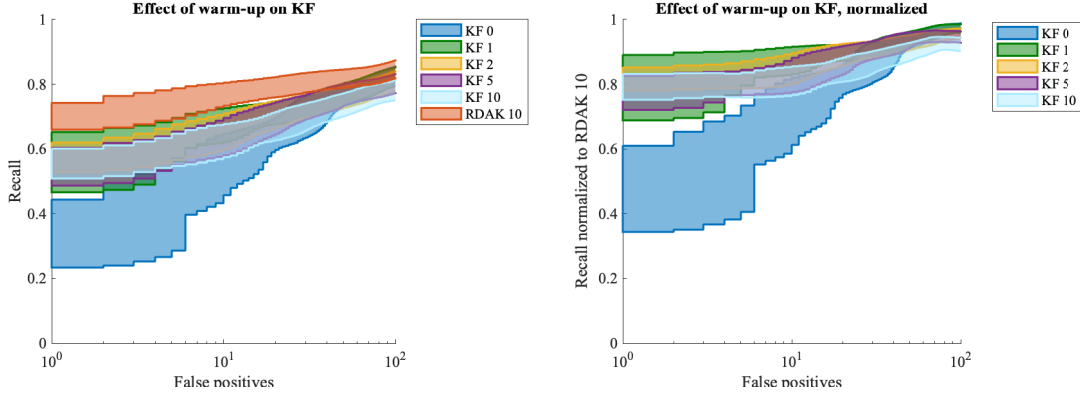 Effect of warm-up on KF
1
0.8
0.6
0.4
0.2
0
Recall
10^0
10^1
10^2
False positives
KF 0
KF 1
KF 2
KF 5
KF 10
RDAK 10
Effect of warm-up on KF, normalized
1
0.8
0.6
0.4
0.2
0
Recall normalized to RDAK 10
10^0
10^1
10^2
False positives
KF 0
KF 1
KF 2
KF 5
KF 10